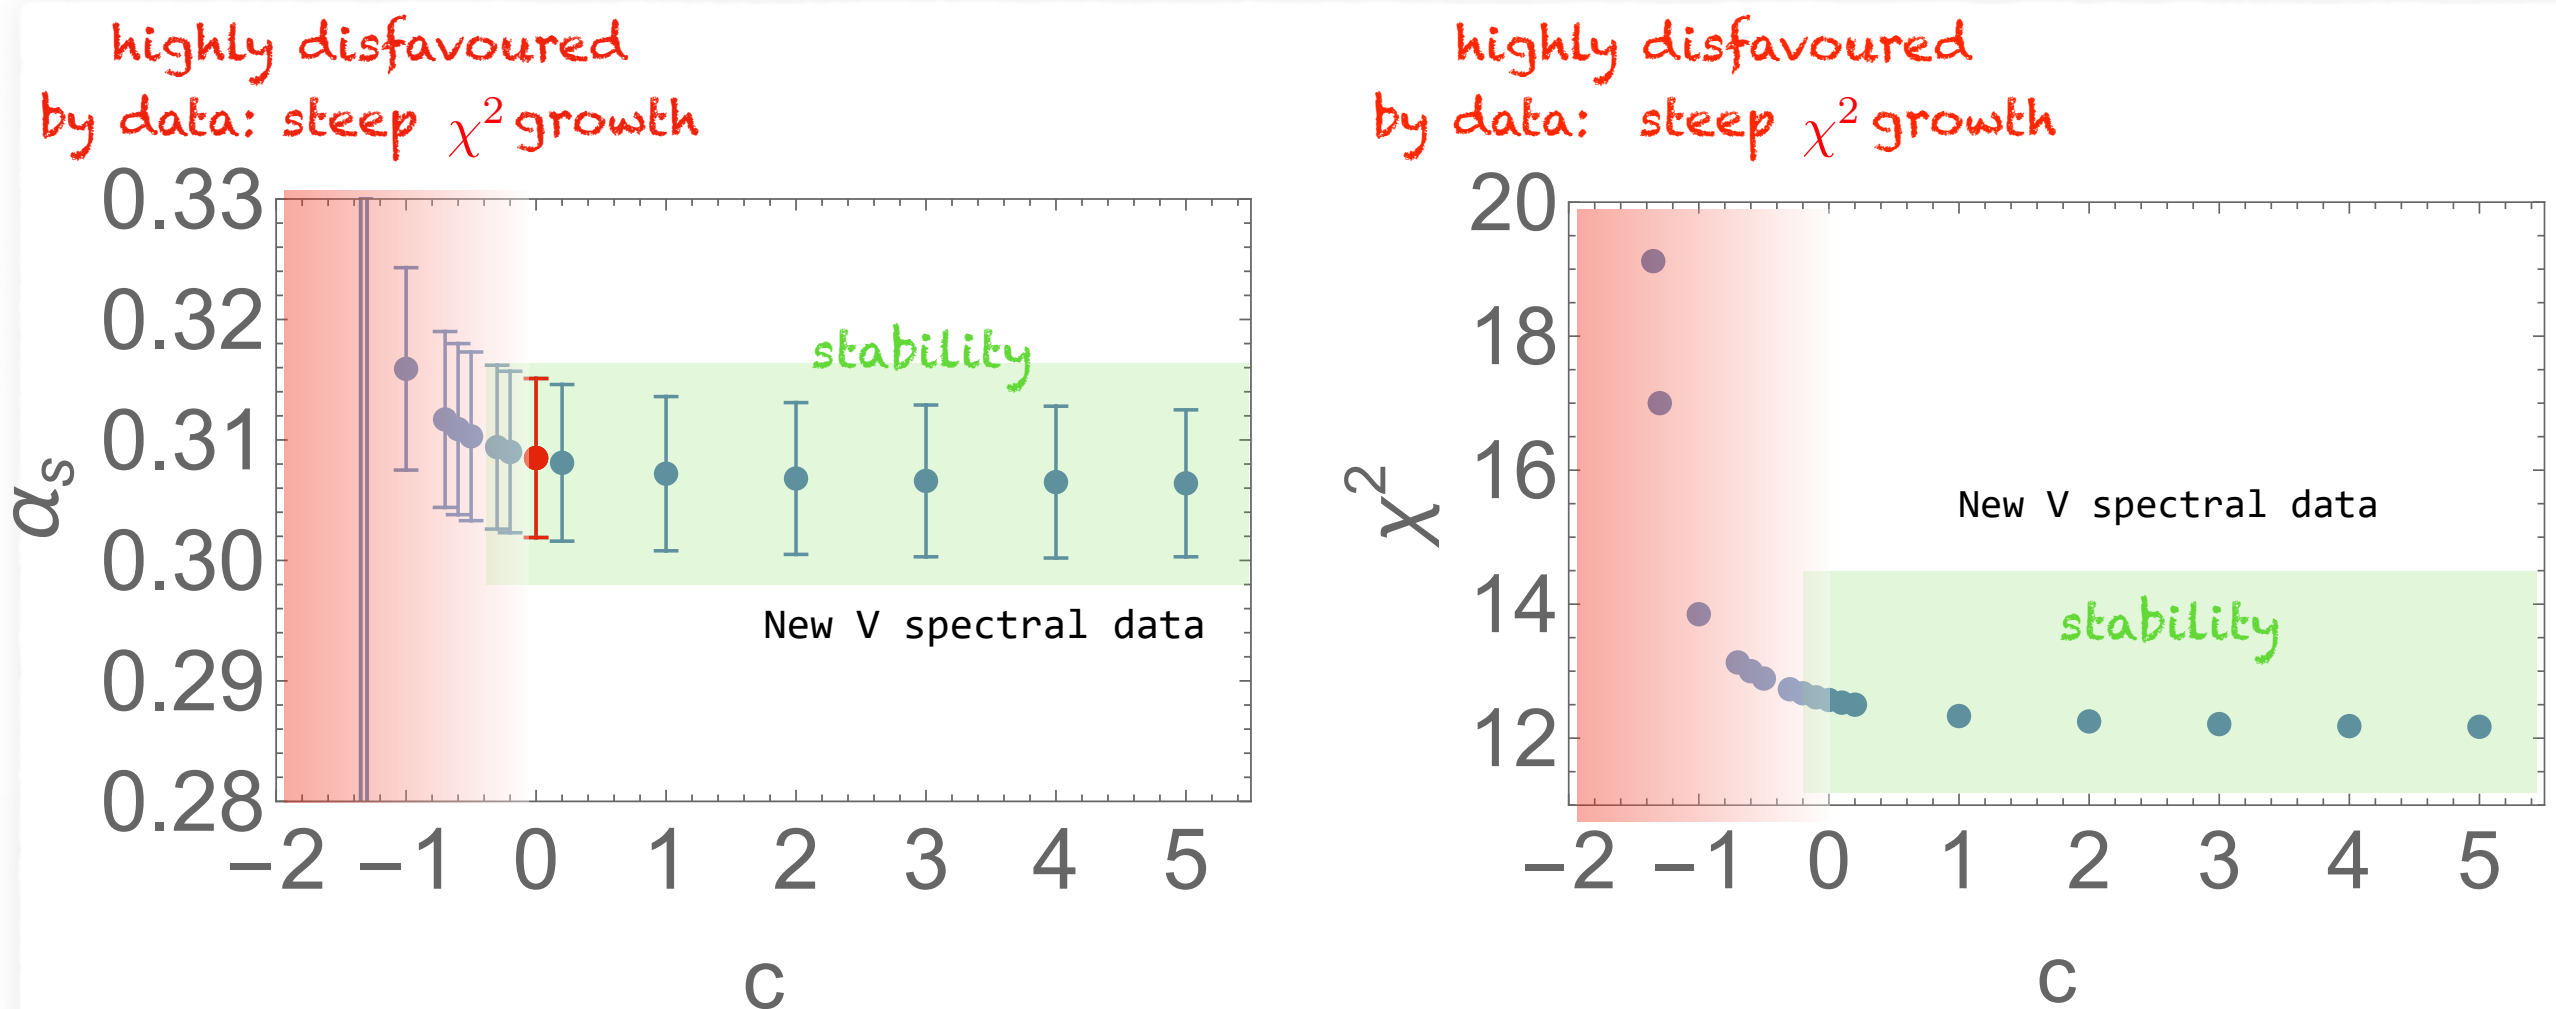 highly disfavoured
by data: steep χ² growth
0.33
0.32
0.31
0.30
0.29
0.28
αs
stability
New V spectral data
−2 −1 0 1 2 3 4 5
c
highly disfavoured
by data: steep χ² growth
20
18
16
14
12
χ²
New V spectral data
stability
−2 −1 0 1 2 3 4 5
c